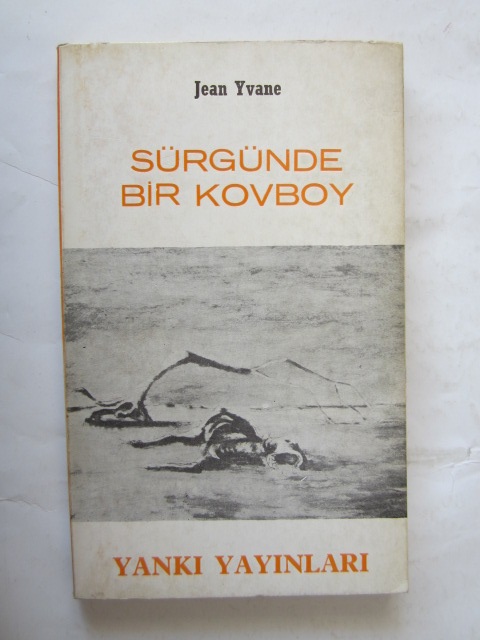 Jean Yvane
SÜRGÜNDE
BİR KOVBOY
YANKI YAYINLARI